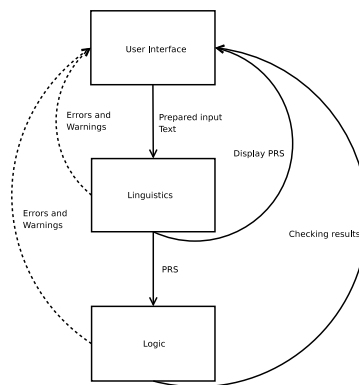 User Interface
Errors and
Warnings
Prepared input
Text
Display PRS
Linguistics
Errors and
Warnings
Checking results
PRS
Logic